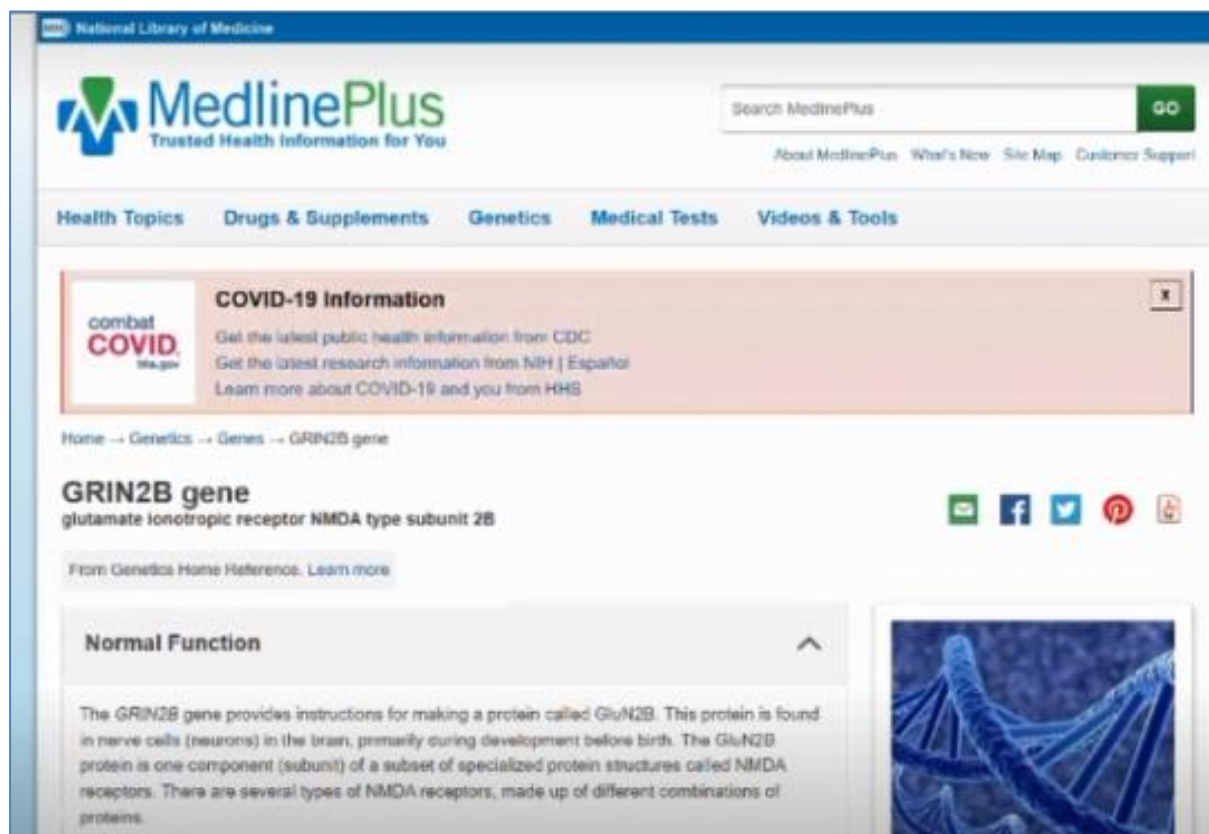 NIH National Library of Medicine
MedlinePlus
Trusted Health Information for You
Search MedlinePlus
GO
About MedlinePlus What's New Site Map Customer Support
Health Topics Drugs & Supplements Genetics Medical Tests Videos & Tools
combat
COVID.
hhs.gov
COVID-19 Information
X
Get the latest public health information from CDC
Get the latest research information from NIH | Español
Learn more about COVID-19 and you from HHS
Home → Genetics → Genes → GRIN2B gene
GRIN2B gene
glutamate ionotropic receptor NMDA type subunit 2B
From Genetics Home Reference. Learn more
Normal Function
The GRIN2B gene provides instructions for making a protein called GluN2B. This protein is found
in nerve cells (neurons) in the brain, primarily during development before birth. The GluN2B
protein is one component (subunit) of a subset of specialized protein structures called NMDA
receptors. There are several types of NMDA receptors, made up of different combinations of
proteins.